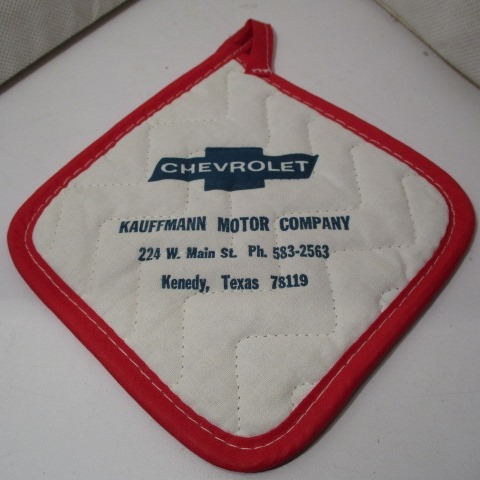 CHEVROLET
KAUFFMANN MOTOR COMPANY
224 W. Main St. Ph. 583-2563
Kenedy, Texas 78119